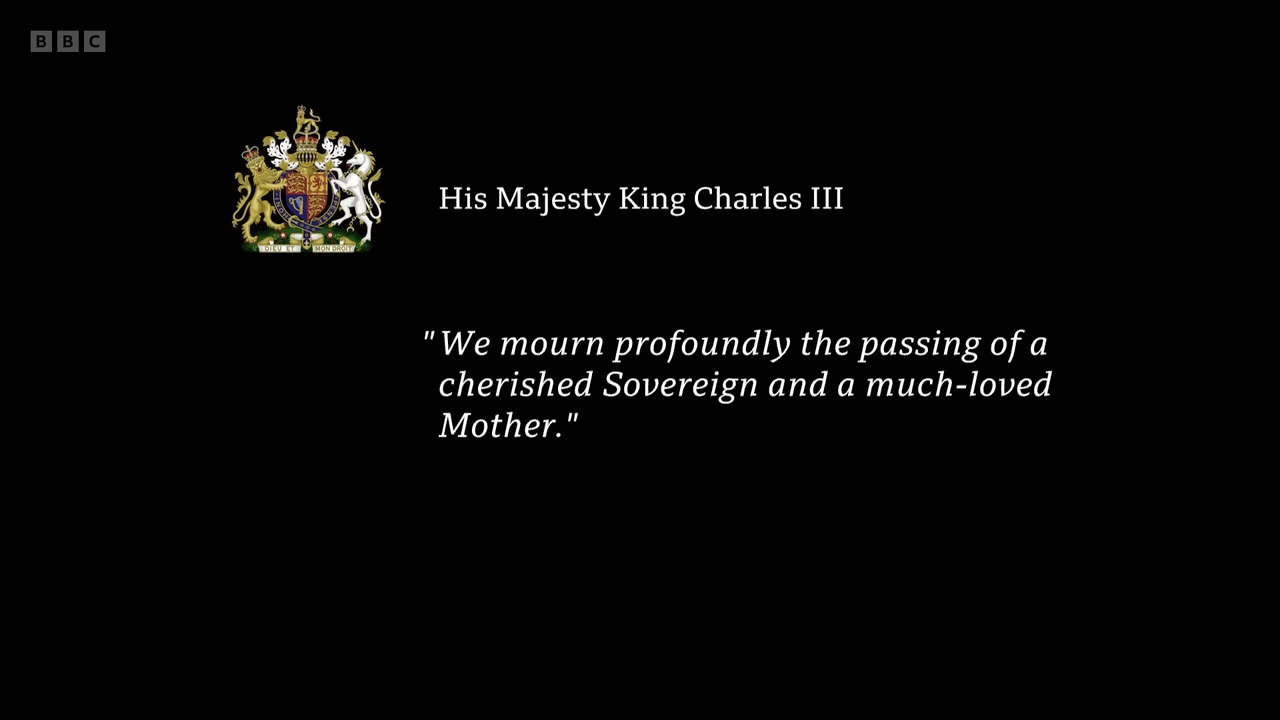 BBC
DIEU ET MON DROIT
His Majesty King Charles III
"We mourn profoundly the passing of a
cherished Sovereign and a much-loved
Mother."